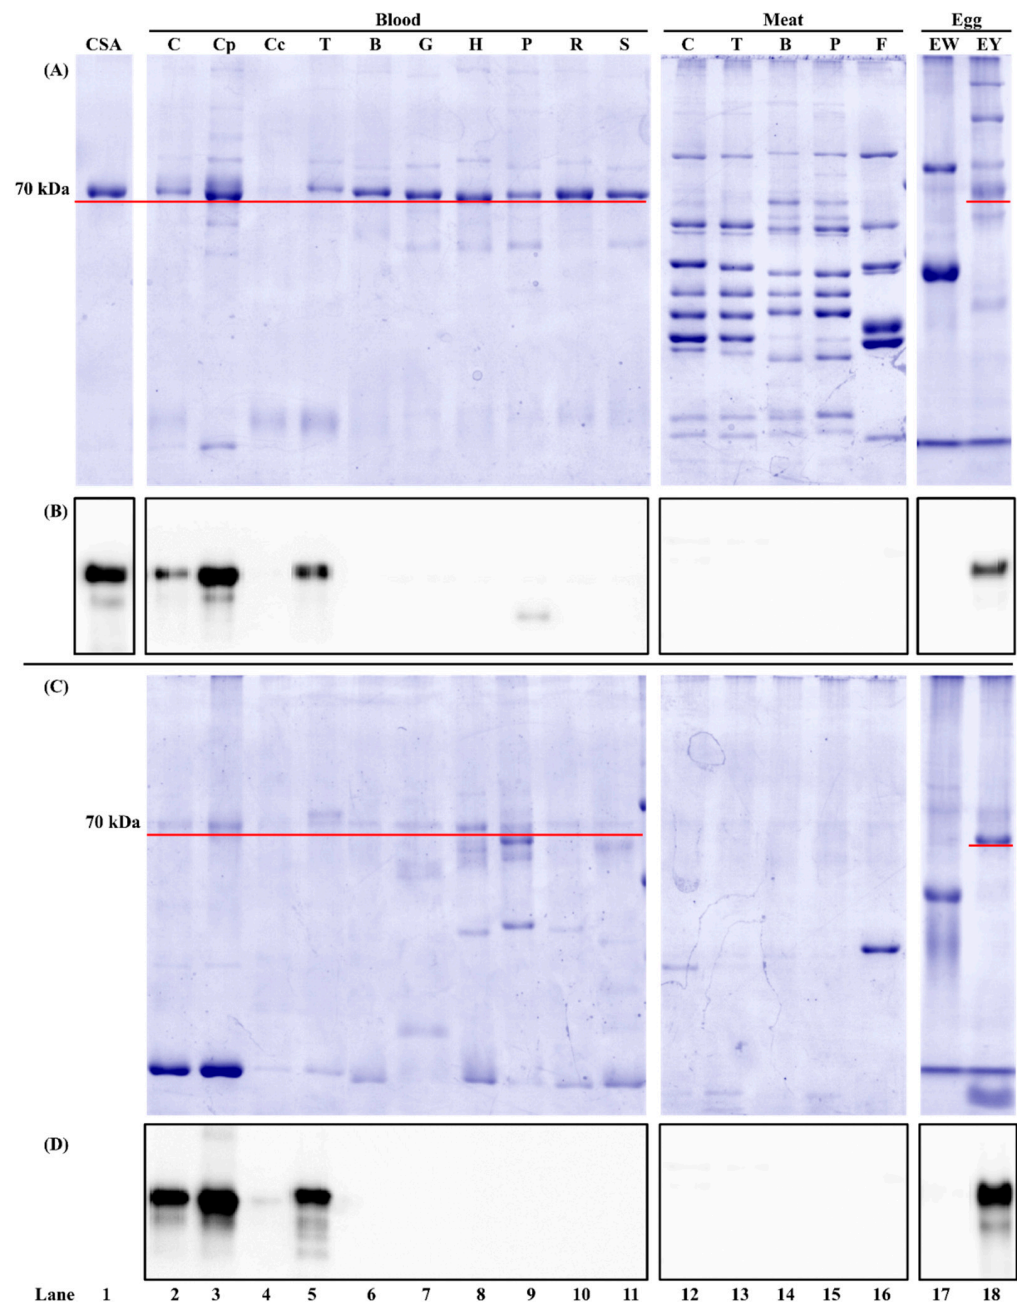 Blood Meat Egg
CSA C Cp Cc T B G H P R S C T B P F EW EY
(A)
70 kDa
(B)
(C)
70 kDa
(D)
Lane 1 2 3 4 5 6 7 8 9 10 11 12 13 14 15 16 17 18